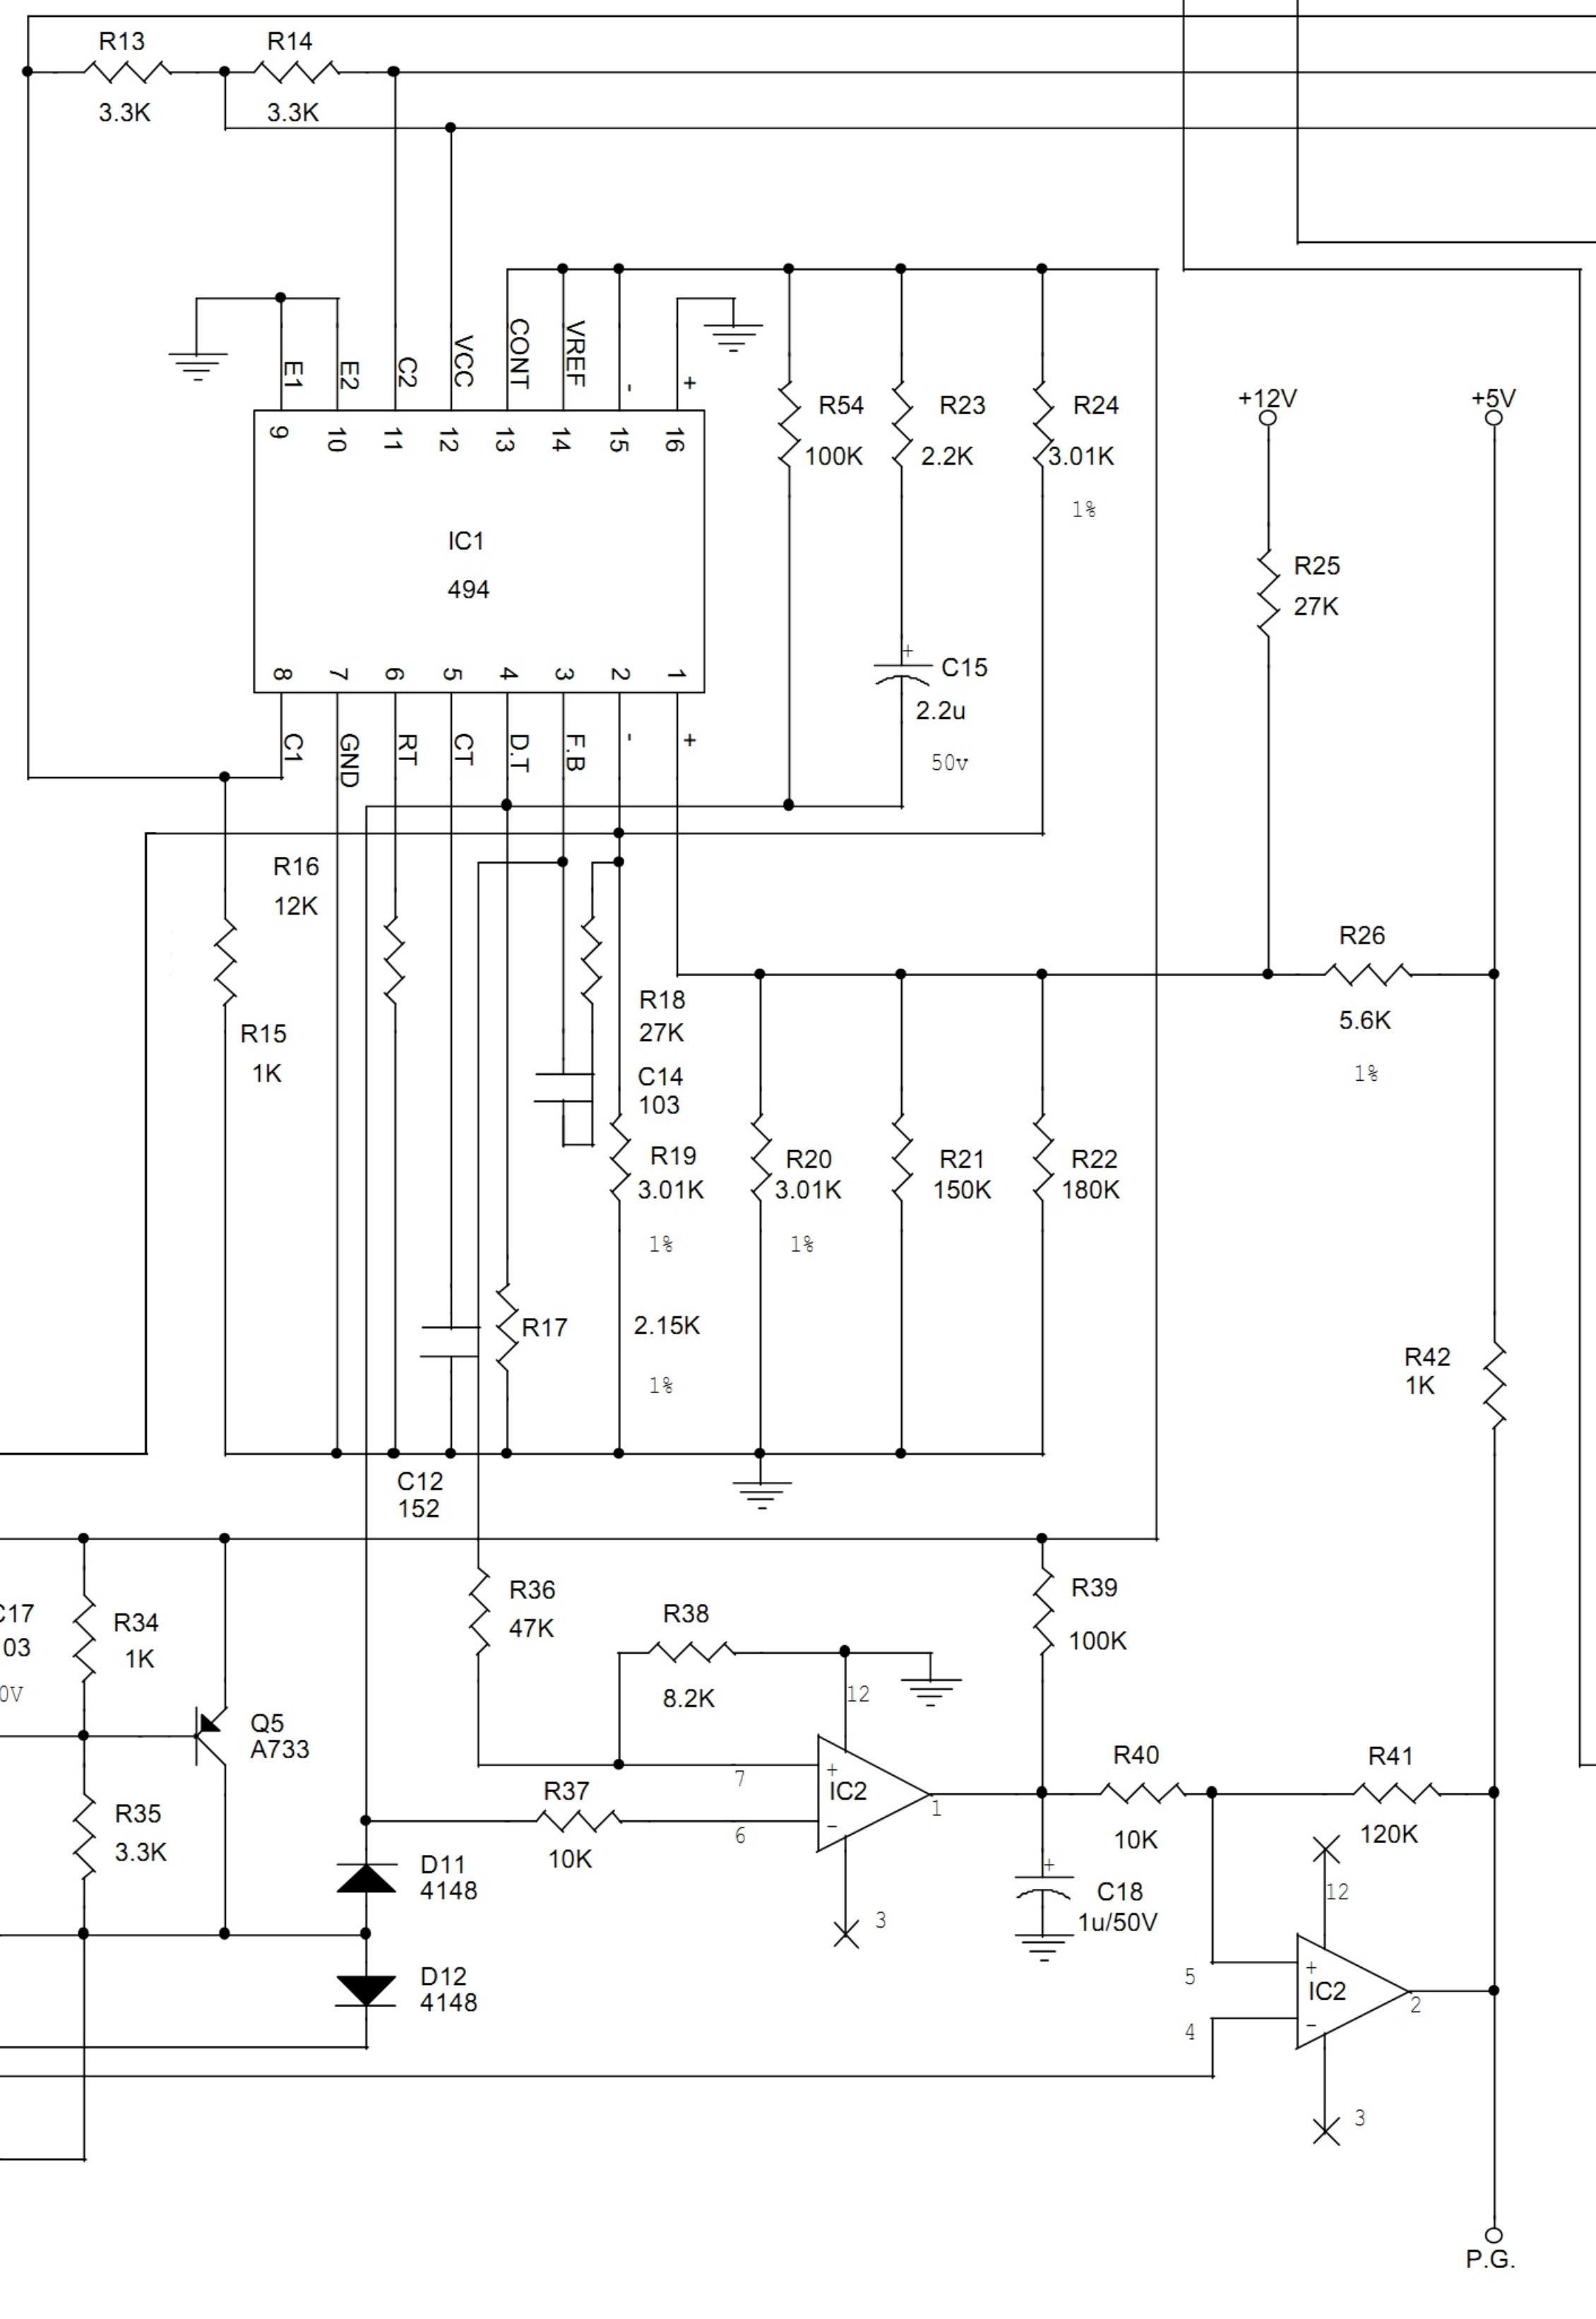 R13
R14
3.3K
3.3K
E1
E2
C2
VCC
CONT
VREF
-
+
9
10
11
12
13
14
15
16
IC1
494
8
7
6
5
4
3
2
1
C1
GND
RT
CT
D.T
F.B
-
+
R54
100K
R23
2.2K
R24
3.01K
1%
+12V
+5V
R25
27K
+
C15
2.2u
50v
R16
12K
R15
1K
R18
27K
C14
103
R19
3.01K
1%
R20
3.01K
1%
R21
150K
R22
180K
R26
5.6K
1%
R17
2.15K
1%
R42
1K
C12
152
C17
03
0V
R34
1K
Q5
A733
R35
3.3K
R36
47K
R38
8.2K
R39
100K
12
7
+
IC2
-
6
1
3
R37
10K
R40
10K
R41
120K
D11
4148
D12
4148
+
C18
1u/50V
12
5
+
IC2
-
4
2
3
P.G.